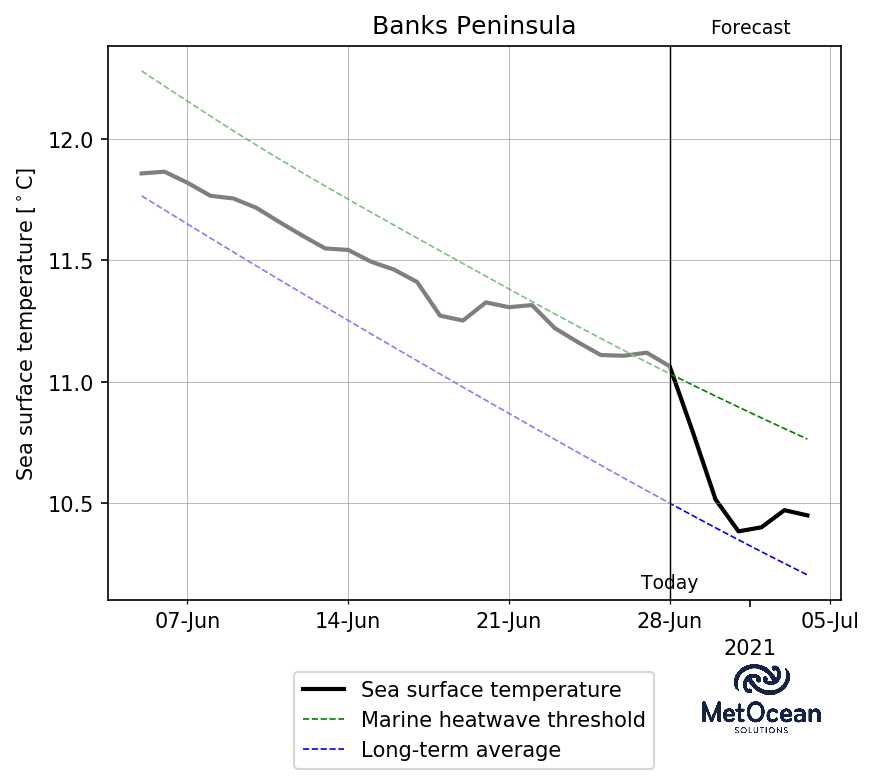 Banks Peninsula
Forecast
Sea surface temperature [°C]
12.0
11.5
11.0
10.5
Today
07-Jun 14-Jun 21-Jun 28-Jun 05-Jul
2021
Sea surface temperature
Marine heatwave threshold
Long-term average
MetOcean
SOLUTIONS